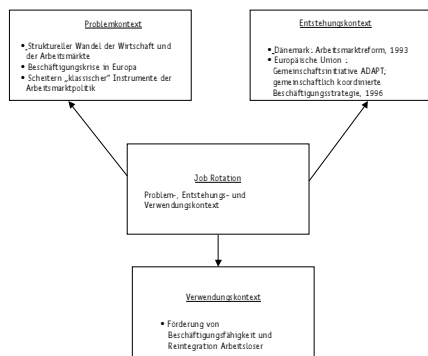 Problemkontext
• Struktureller Wandel der Wirtschaft und
der Arbeitsmärkte
• Beschäftigungskrise in Europa
• Scheitern „klassischer“ Instrumente der
Arbeitsmarktpolitik
Entstehungskontext
• Dänemark: Arbeitsmarktreform, 1993
• Europäische Union :
Gemeinschaftsinitiative ADAPT;
gemeinschaftlich koordinierte
Beschäftigungsstrategie, 1996
Job Rotation
Problem-, Entstehungs- und
Verwendungskontext
Verwendungskontext
• Förderung von
Beschäftigungsfähigkeit und
Reintegration Arbeitsloser